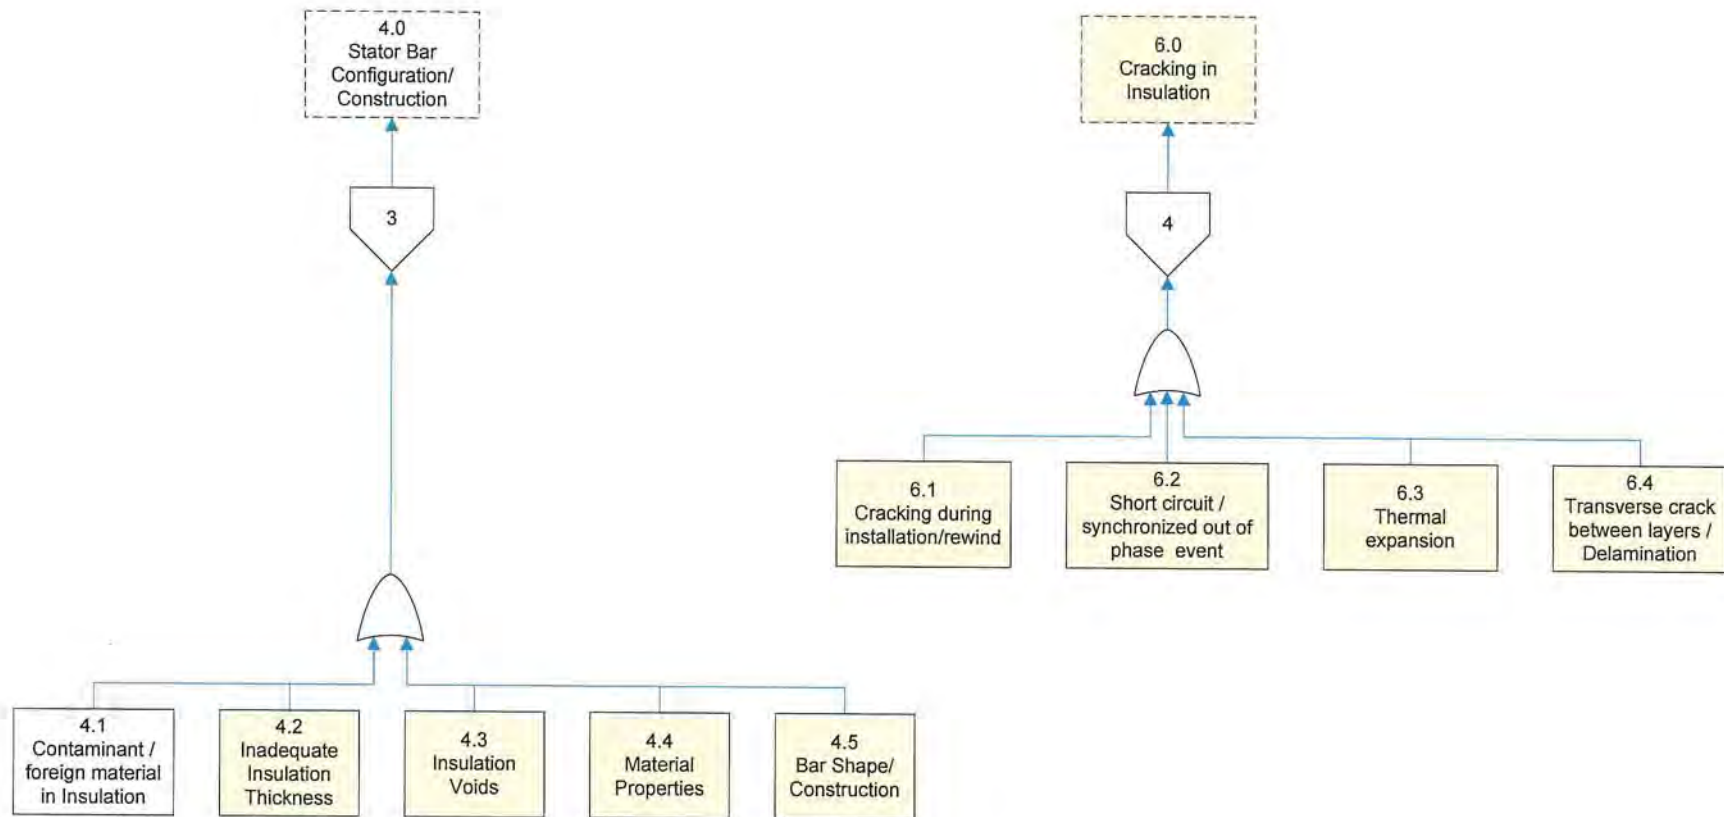 4.0
Stator Bar
Configuration/
Construction
3
4.1
Contaminant /
foreign material
in Insulation
4.2
Inadequate
Insulation
Thickness
4.3
Insulation
Voids
4.4
Material
Properties
4.5
Bar Shape/
Construction
6.0
Cracking in
Insulation
4
6.1
Cracking during
installation/rewind
6.2
Short circuit /
synchronized out of
phase event
6.3
Thermal
expansion
6.4
Transverse crack
between layers /
Delamination